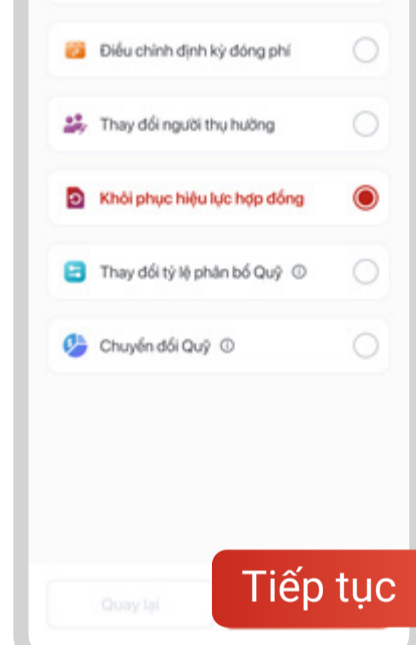 Điều chỉnh định kỳ đóng phí
Thay đổi người thụ hưởng
Khôi phục hiệu lực hợp đồng
Thay đổi tỷ lệ phân bổ Quỹ
Chuyển đổi Quỹ
Quay lại
Tiếp tục